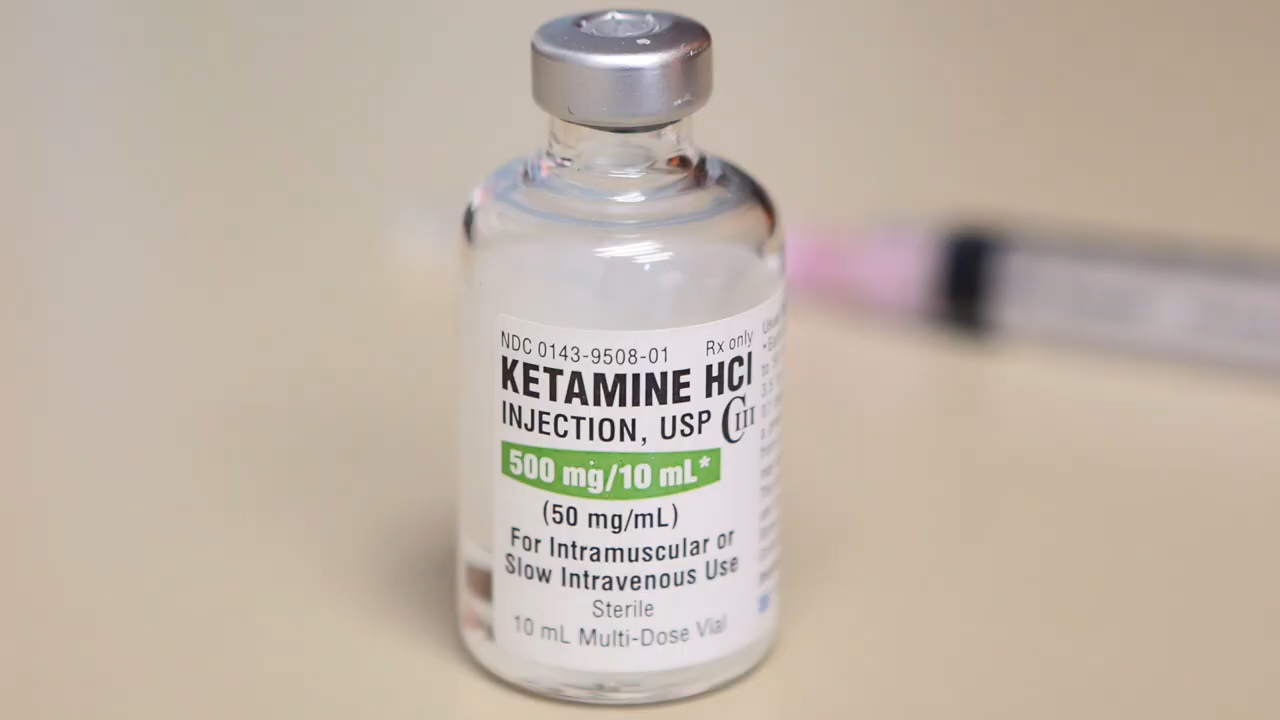 NDC 0143-9508-01 Rx only
KETAMINE HCl
INJECTION, USP CIII
500 mg/10 mL*
(50 mg/mL)
For Intramuscular or
Slow Intravenous Use
Sterile
10 mL Multi-Dose Vial